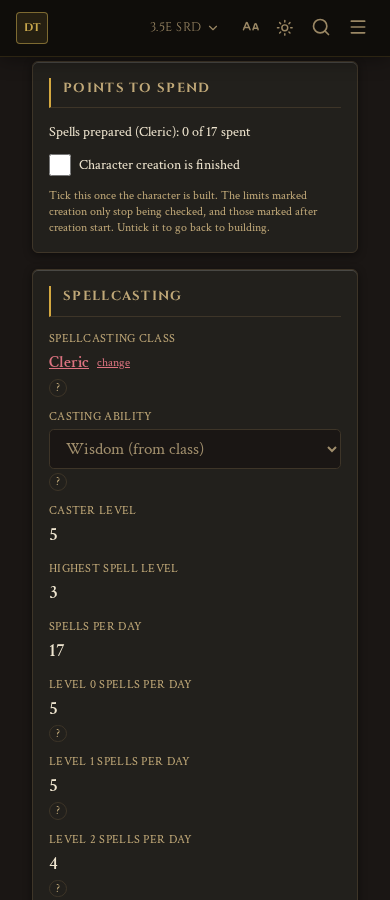 DT
3.5E SRD
AA
POINTS TO SPEND
Spells prepared (Cleric): 0 of 17 spent
Character creation is finished
Tick this once the character is built. The limits marked
creation only stop being checked, and those marked after
creation start. Untick it to go back to building.
SPELLCASTING
SPELLCASTING CLASS
Cleric change
?
CASTING ABILITY
Wisdom (from class)
?
CASTER LEVEL
5
HIGHEST SPELL LEVEL
3
SPELLS PER DAY
17
LEVEL 0 SPELLS PER DAY
5
?
LEVEL 1 SPELLS PER DAY
5
?
LEVEL 2 SPELLS PER DAY
4
?